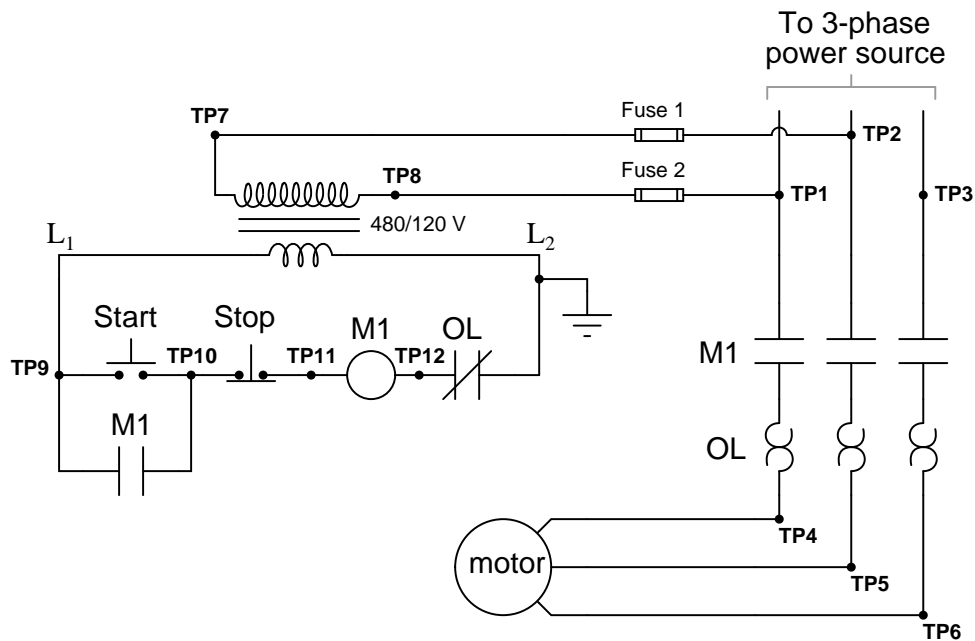 To 3-phase
power source
Fuse 1
TP7
TP2
Fuse 2
TP8
TP1
TP3
480/120 V
L1
L2
Start
Stop
M1
OL
TP9
TP10
TP11
TP12
M1
M1
OL
TP4
motor
TP5
TP6